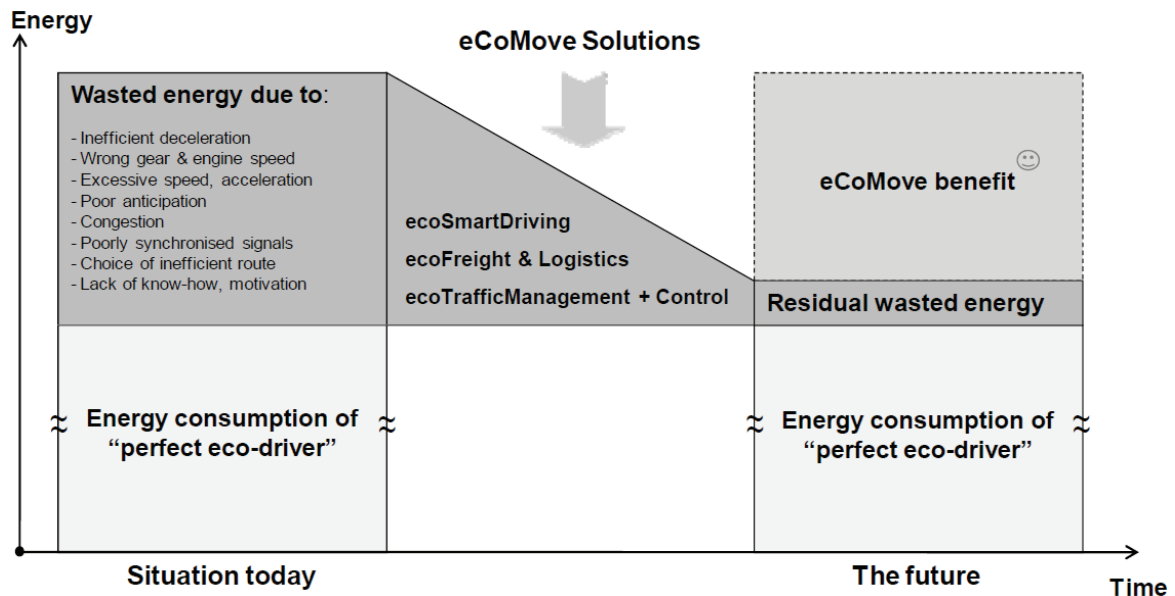 Energy
eCoMove Solutions
Wasted energy due to:
- Inefficient deceleration
- Wrong gear & engine speed
- Excessive speed, acceleration
- Poor anticipation
- Congestion
- Poorly synchronised signals
- Choice of inefficient route
- Lack of know-how, motivation
ecoSmartDriving
ecoFreight & Logistics
ecoTrafficManagement + Control
eCoMove benefit
Residual wasted energy
≈ Energy consumption of ≈
“perfect eco-driver”
≈ Energy consumption of ≈
“perfect eco-driver”
Situation today
The future
Time